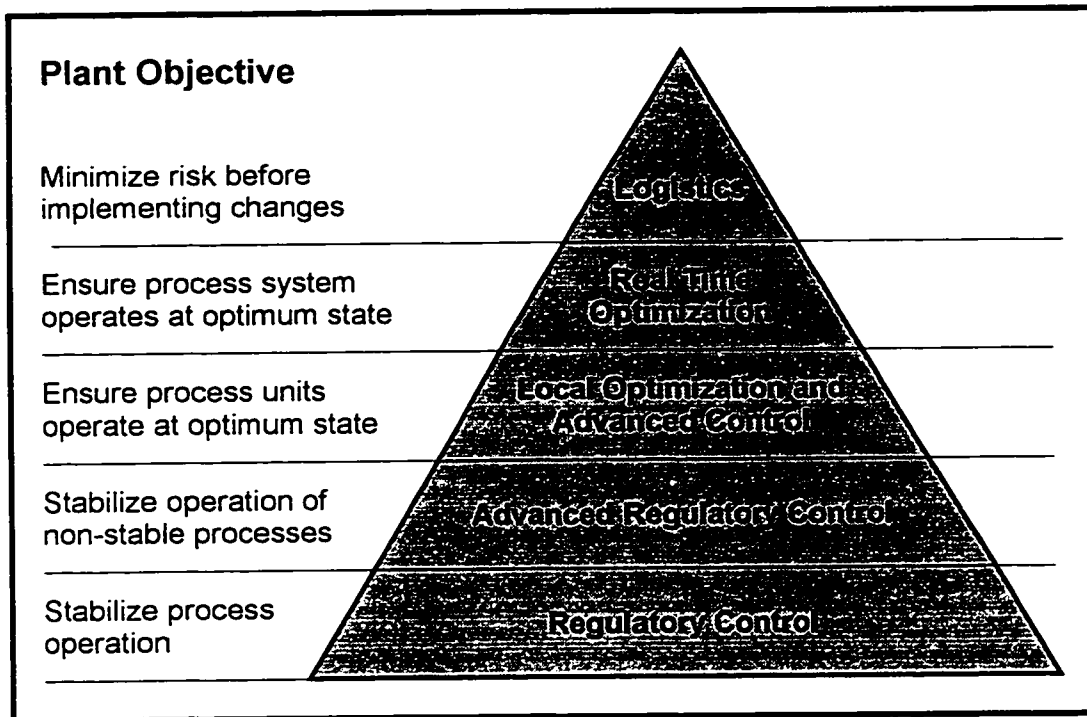 Plant Objective
Minimize risk before
implementing changes
Logistics
Ensure process system
operates at optimum state
Real Time
Optimization
Ensure process units
operate at optimum state
Local Optimization and
Advanced Control
Stabilize operation of
non-stable processes
Advanced Regulatory Control
Stabilize process
operation
Regulatory Control